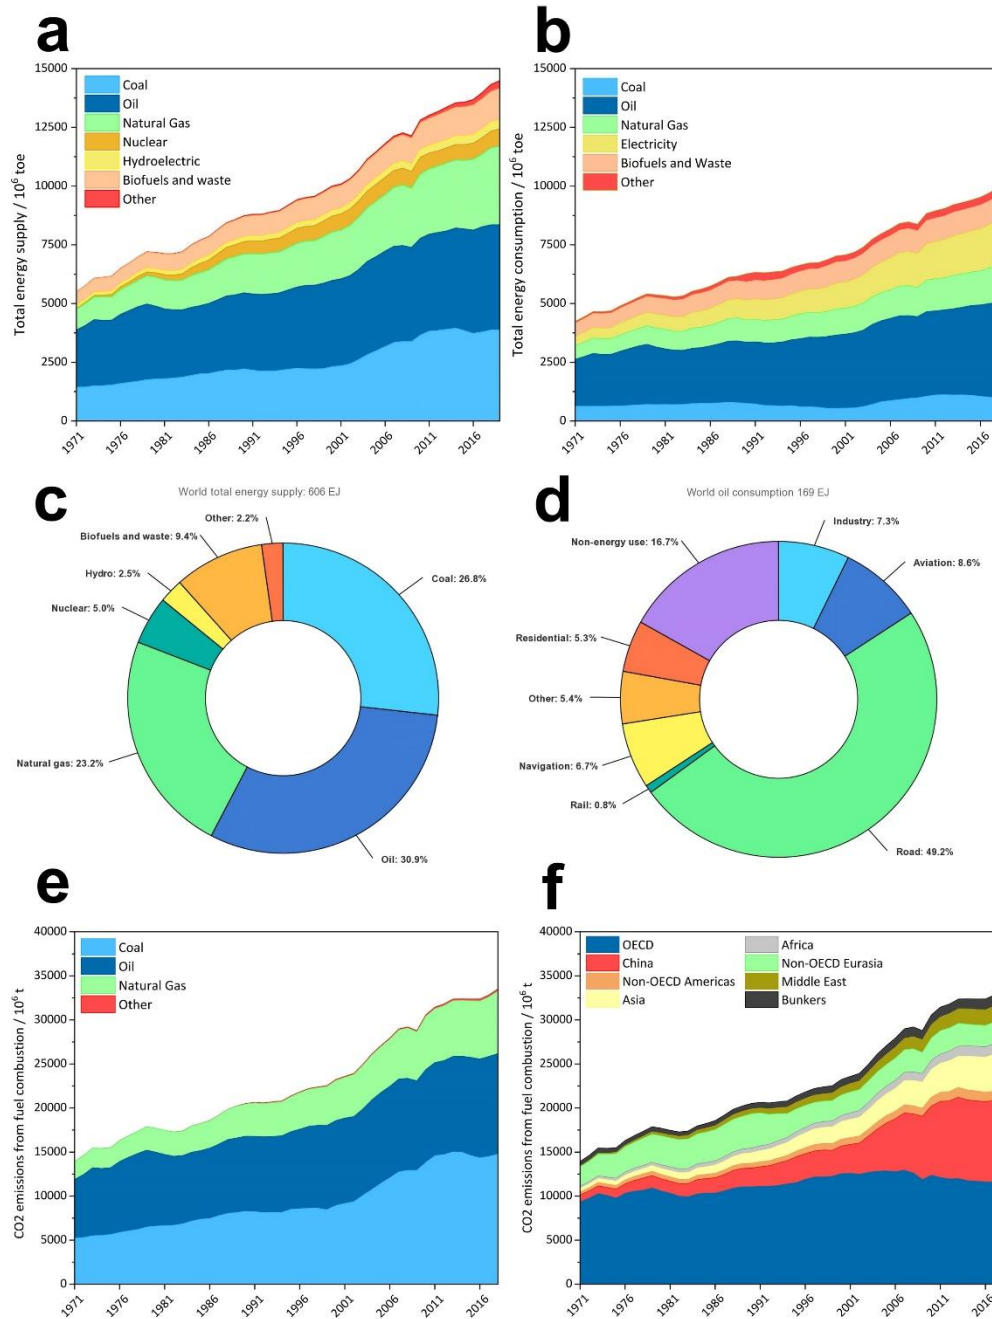 a
Total energy supply / 10⁶ toe
15000
12500
10000
7500
5000
2500
0
Coal
Oil
Natural Gas
Nuclear
Hydroelectric
Biofuels and waste
Other
1971
1976
1981
1986
1991
1996
2001
2006
2011
2016
b
Total energy consumption / 10⁶ toe
15000
12500
10000
7500
5000
2500
0
Coal
Oil
Natural Gas
Electricity
Biofuels and Waste
Other
1971
1976
1981
1986
1991
1996
2001
2006
2011
2016
c
World total energy supply: 606 EJ
Other: 2.2%
Biofuels and waste: 9.4%
Hydro: 2.5%
Nuclear: 5.0%
Coal: 26.8%
Natural gas: 23.2%
Oil: 30.9%
d
World oil consumption 169 EJ
Industry: 7.3%
Non-energy use: 16.7%
Aviation: 8.6%
Residential: 5.3%
Other: 5.4%
Navigation: 6.7%
Rail: 0.8%
Road: 49.2%
e
CO2 emissions from fuel combustion / 10⁶ t
40000
35000
30000
25000
20000
15000
10000
5000
0
Coal
Oil
Natural Gas
Other
1971
1976
1981
1986
1991
1996
2001
2006
2011
2016
f
CO2 emissions from fuel combustion / 10⁶ t
40000
35000
30000
25000
20000
15000
10000
5000
0
OECD
China
Non-OECD Americas
Asia
Africa
Non-OECD Eurasia
Middle East
Bunkers
1971
1976
1981
1986
1991
1996
2001
2006
2011
2016